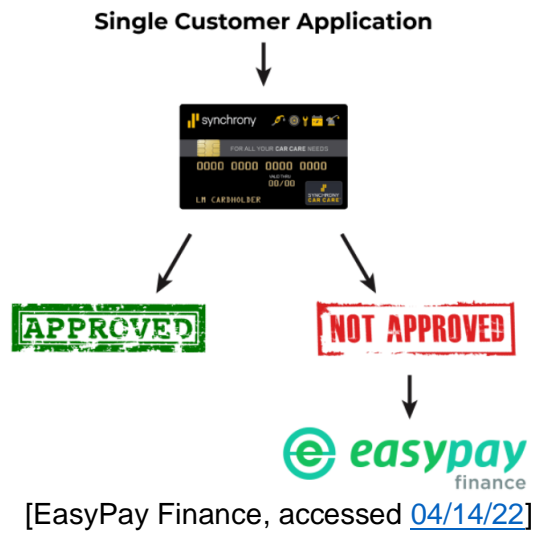 Single Customer Application
synchrony
FOR ALL YOUR CAR CARE NEEDS
0000 0000 0000 0000
VALID THRU
00/00
LM CARDHOLDER
SYNCHRONY
CAR CARE
APPROVED
NOT APPROVED
easypay
finance
[EasyPay Finance, accessed 04/14/22]